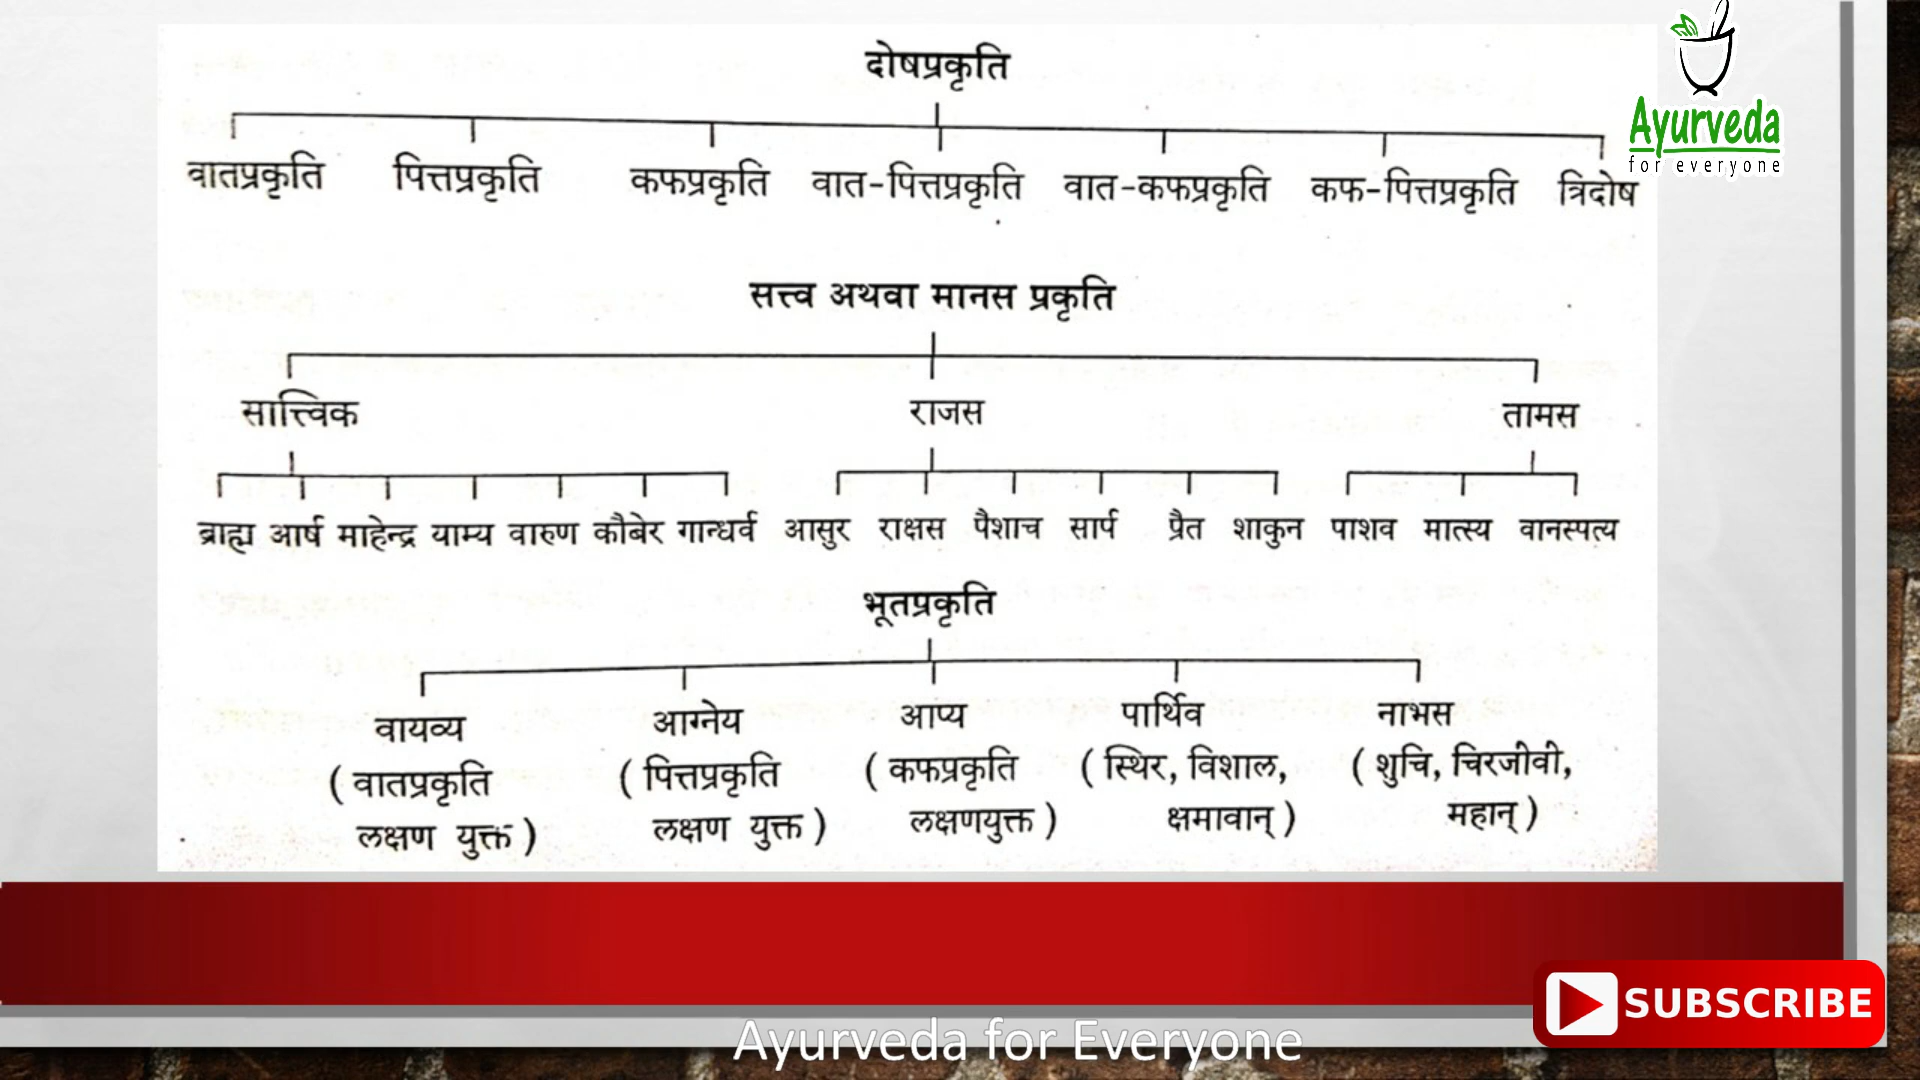 दोषप्रकृति
वातप्रकृति पित्तप्रकृति कफप्रकृति वात-पित्तप्रकृति वात-कफप्रकृति कफ-पित्तप्रकृति त्रिदोष
सत्त्व अथवा मानस प्रकृति
सात्त्विक राजस तामस
ब्राह्म आर्ष माहेन्द्र याम्य वारुण कौबेर गान्धर्व आसुर राक्षस पैशाच सार्प प्रैत शाकुन पाशव मात्स्य वानस्पत्य
भूतप्रकृति
वायव्य आग्नेय आप्य पार्थिव नाभस
( वातप्रकृति ( पित्तप्रकृति ( कफप्रकृति ( स्थिर, विशाल, ( शुचि, चिरजीवी,
लक्षण युक्त ) लक्षण युक्त ) लक्षणयुक्त ) क्षमावान् ) महान् )
Ayurveda
for everyone
SUBSCRIBE
Ayurveda for Everyone